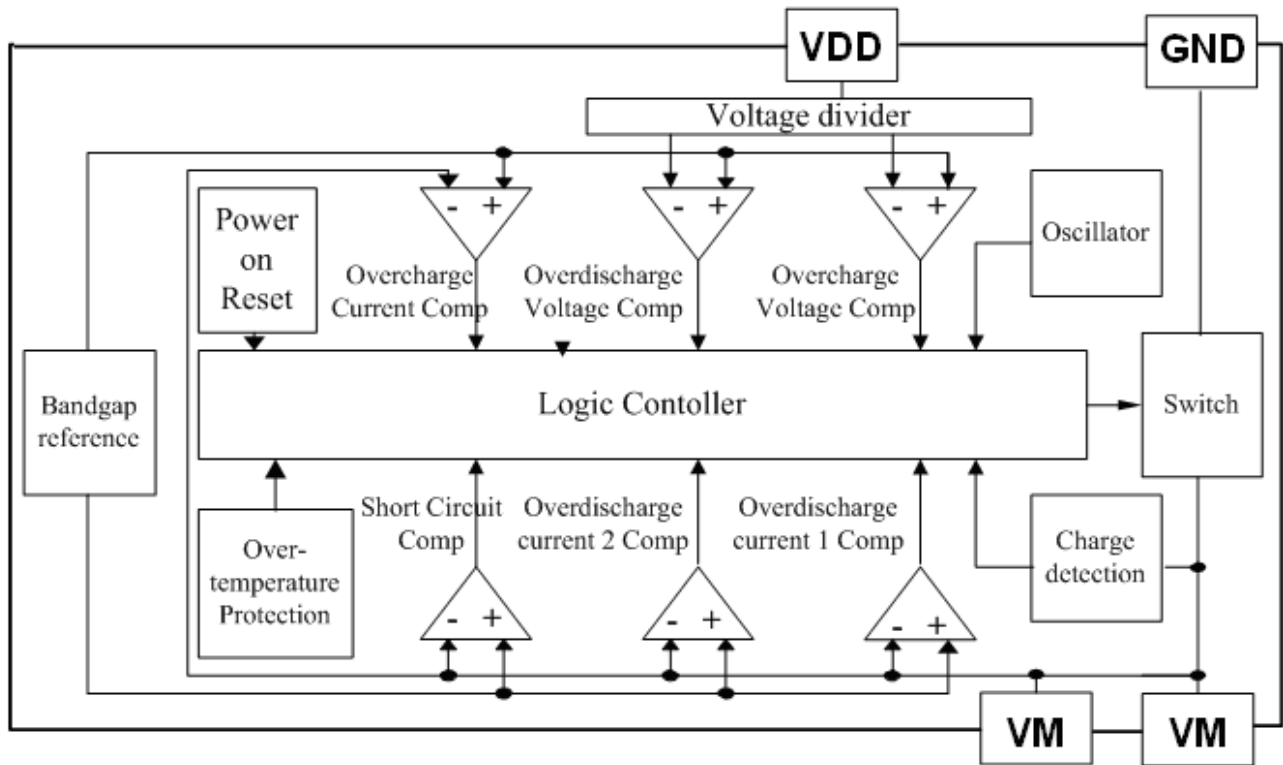 VDD
GND
Voltage divider
- +
- +
- +
Power
on
Reset
Oscillator
Overcharge
Current Comp
Overdischarge
Voltage Comp
Overcharge
Voltage Comp
Bandgap
reference
Logic Contoller
Switch
Short Circuit
Comp
Overdischarge
current 2 Comp
Overdischarge
current 1 Comp
Charge
detection
Over-
temperature
Protection
- +
- +
- +
VM
VM